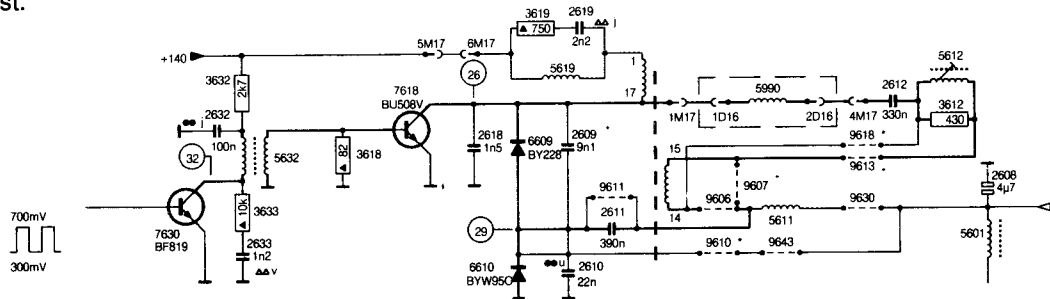 st.
3619
750
2619
2n2
j
5M17
6M17
+140
5619
1
17
26
3632
2k7
2632
j
100n
5632
32
7618
BU508V
82
3618
2618
1n5
6609
BY228
2609
9n1
1M17
1D16
5990
2D16
4M17
2612
330n
5612
3612
430
9618
9613
15
14
9607
9606
5611
9630
2608
4µ7
5601
10k
3633
2633
1n2
v
7630
BF819
700mV
300mV
9611
2611
390n
29
9610
9643
6610
BYW95C
u
2610
22n